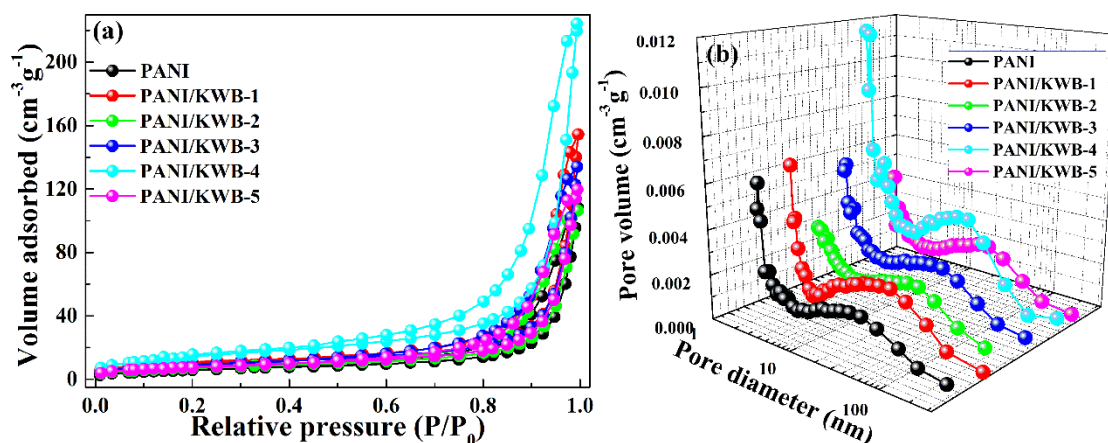 (a)
PANI
PANI/KWB-1
PANI/KWB-2
PANI/KWB-3
PANI/KWB-4
PANI/KWB-5
Volume adsorbed (cm⁻³g⁻¹)
220
200
160
120
80
40
0
0.0 0.2 0.4 0.6 0.8 1.0
Relative pressure (P/P₀)
(b)
PANI
PANI/KWB-1
PANI/KWB-2
PANI/KWB-3
PANI/KWB-4
PANI/KWB-5
Pore volume (cm⁻³g⁻¹)
0.012
0.010
0.008
0.006
0.004
0.002
0.000
1 10 100
Pore diameter (nm)